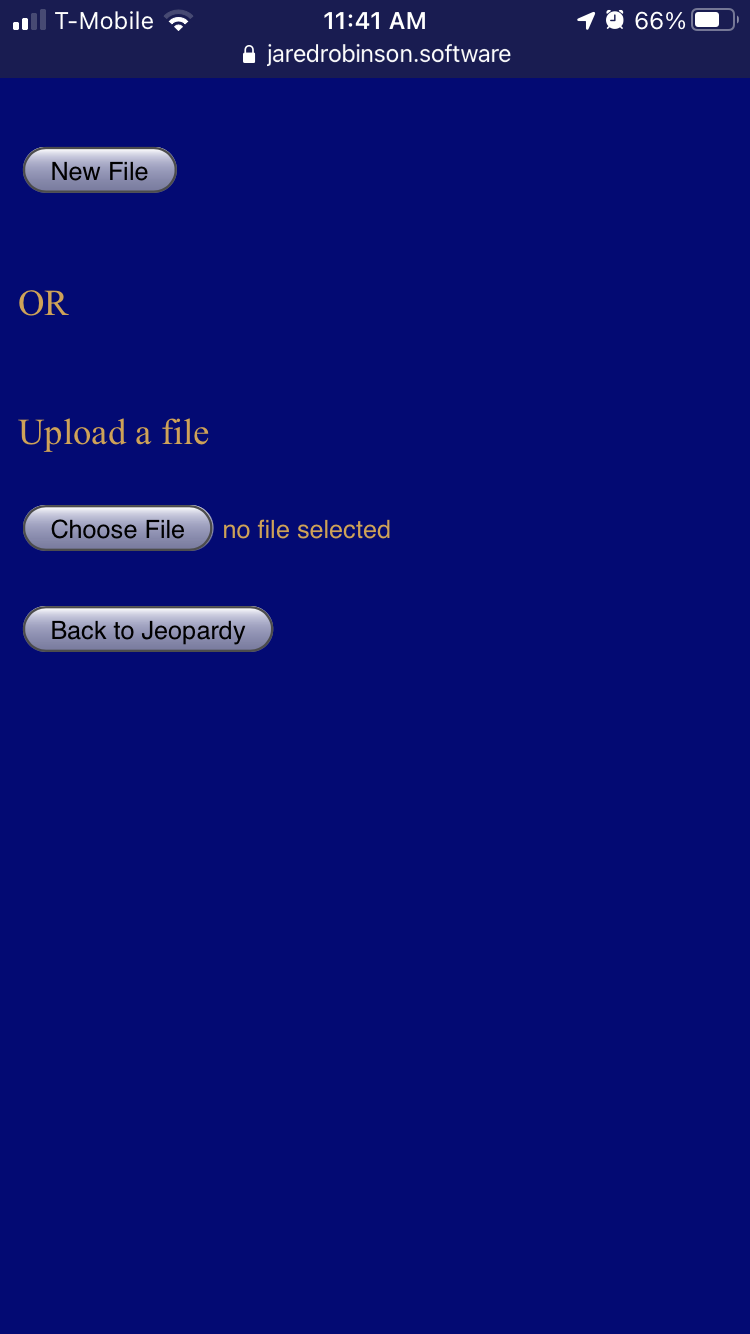 T-Mobile 11:41 AM 66%
jaredrobinson.software
New File
OR
Upload a file
Choose File no file selected
Back to Jeopardy